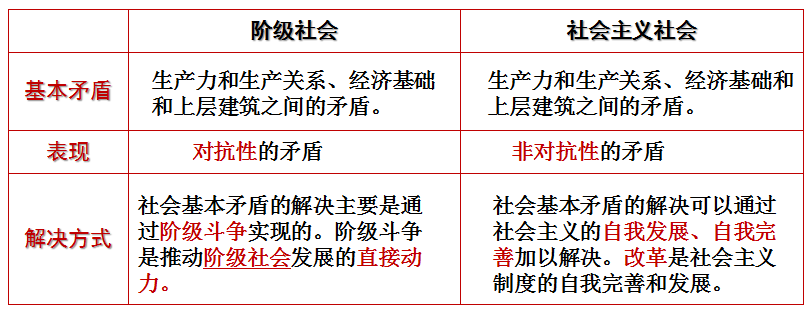 阶级社会
社会主义社会
基本矛盾
生产力和生产关系、经济基础
和上层建筑之间的矛盾。
生产力和生产关系、经济基础和
上层建筑之间的矛盾。
表现
对抗性的矛盾
非对抗性的矛盾
解决方式
社会基本矛盾的解决主要是通
过阶级斗争实现的。阶级斗争
是推动阶级社会发展的直接动
力。
社会基本矛盾的解决可以通过
社会主义的自我发展、自我完
善加以解决。改革是社会主义
制度的自我完善和发展。